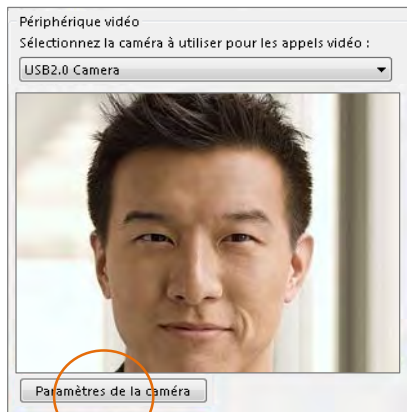 Périphérique vidéo
Sélectionnez la caméra à utiliser pour les appels vidéo :
USB2.0 Camera
Paramètres de la caméra